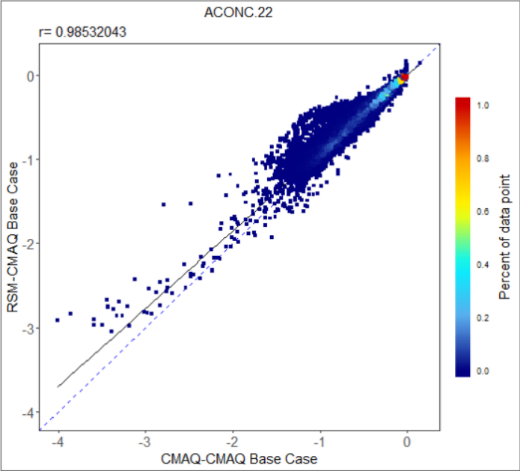 ACONC.22
r= 0.98532043
0
-1
-2
-3
-4
RSM-CMAQ Base Case
-4 -3 -2 -1 0
CMAQ-CMAQ Base Case
1.0
0.8
0.6
0.4
0.2
0.0
Percent of data point